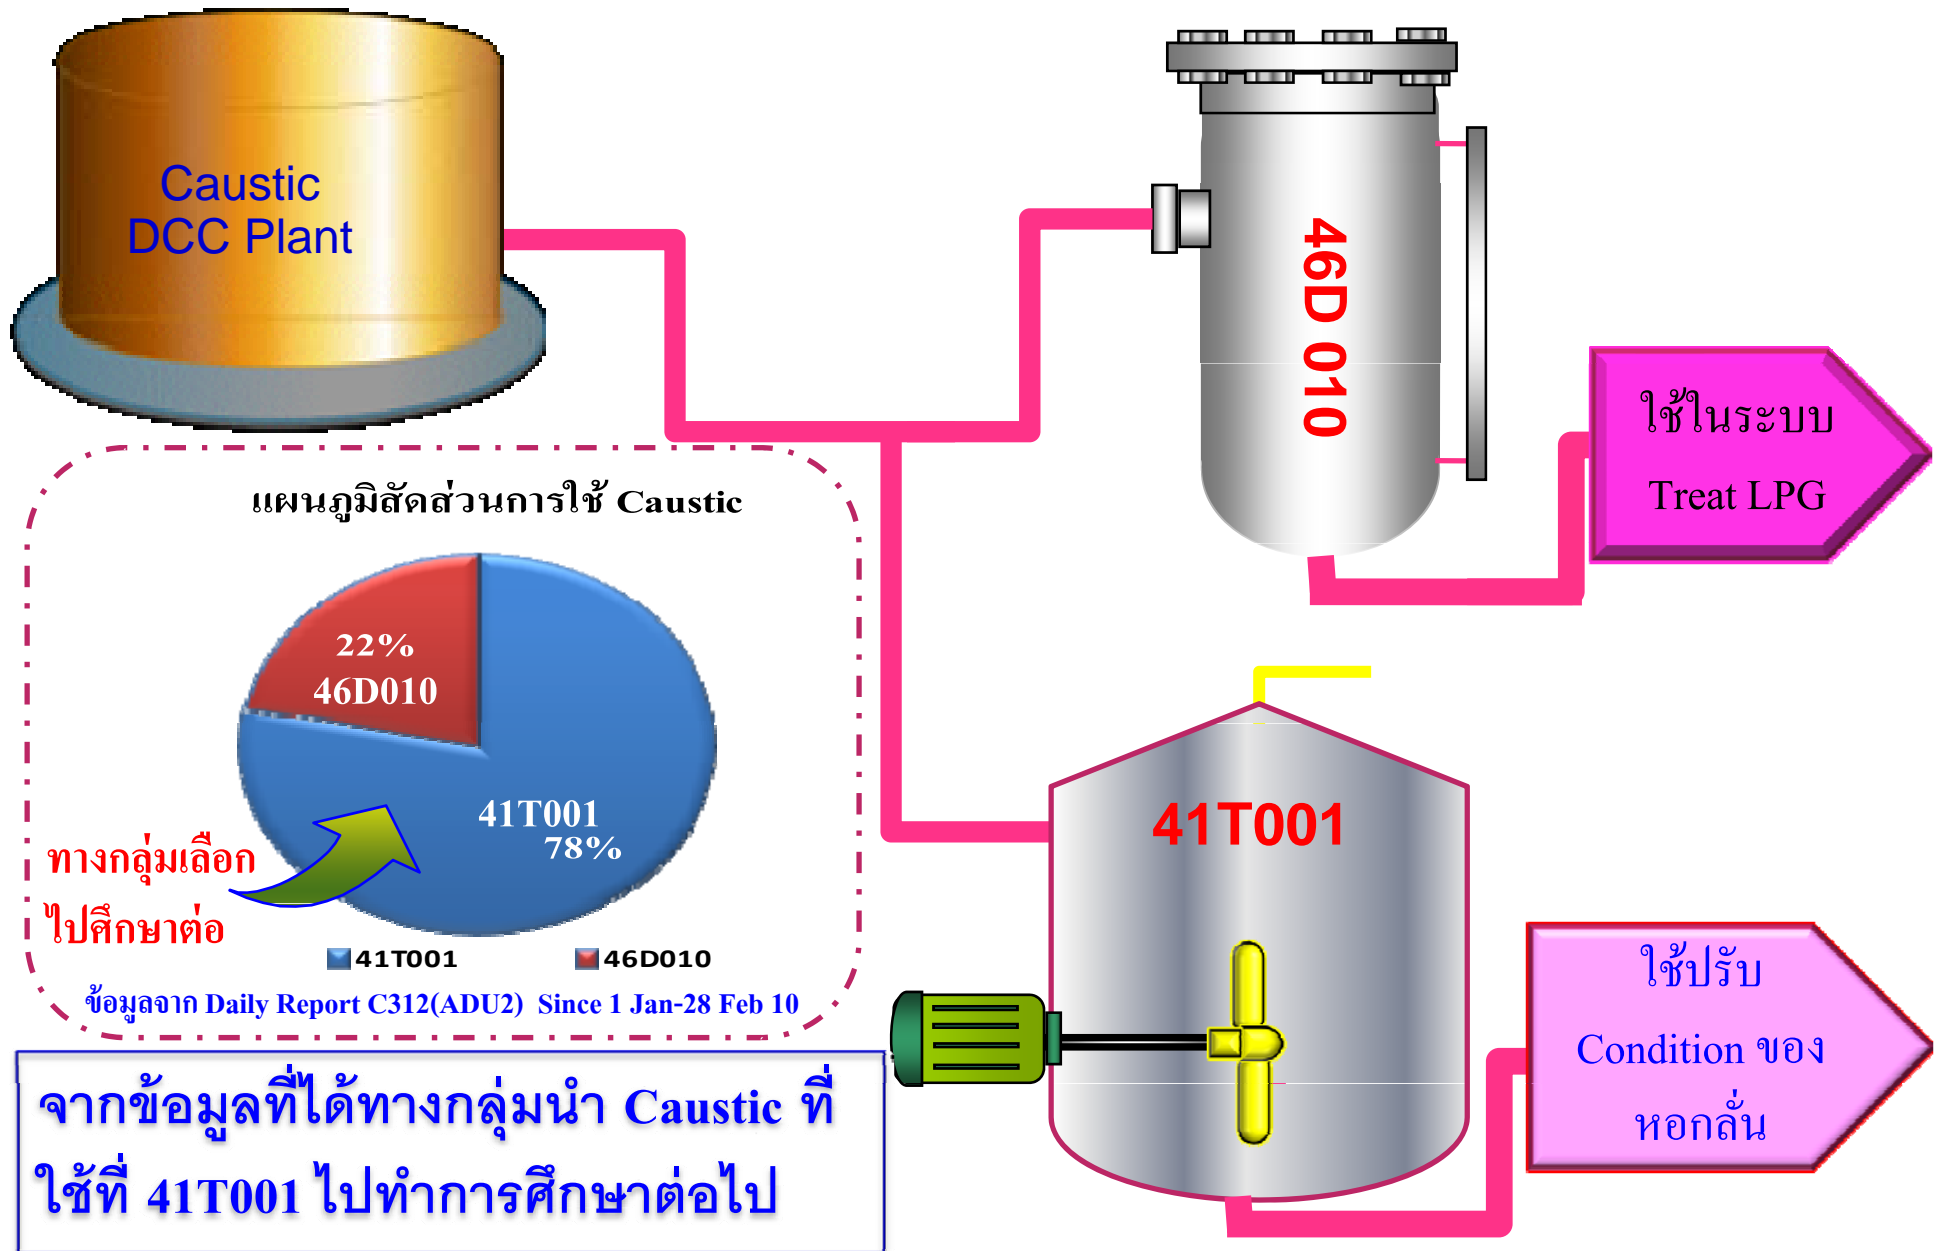 Caustic
DCC Plant
46D 010
ใช้ในระบบ
Treat LPG
แผนภูมิสัดส่วนการใช้ Caustic
22%
46D010
41T001
78%
ทางกลุ่มเลือก
ไปศึกษาต่อ
41T001
46D010
ข้อมูลจาก Daily Report C312(ADU2) Since 1 Jan-28 Feb 10
41T001
ใช้ปรับ
Condition ของ
หอกลั่น
จากข้อมูลที่ได้ทางกลุ่มนำ Caustic ที่
ใช้ที่ 41T001 ไปทำการศึกษาต่อไป